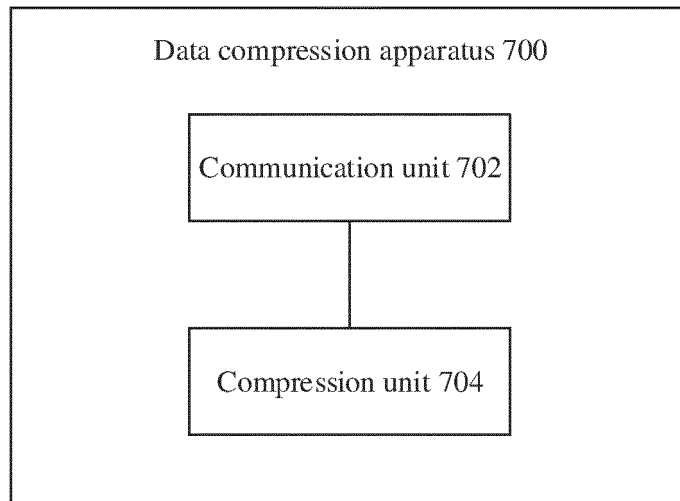 Data compression apparatus 700
Communication unit 702
Compression unit 704